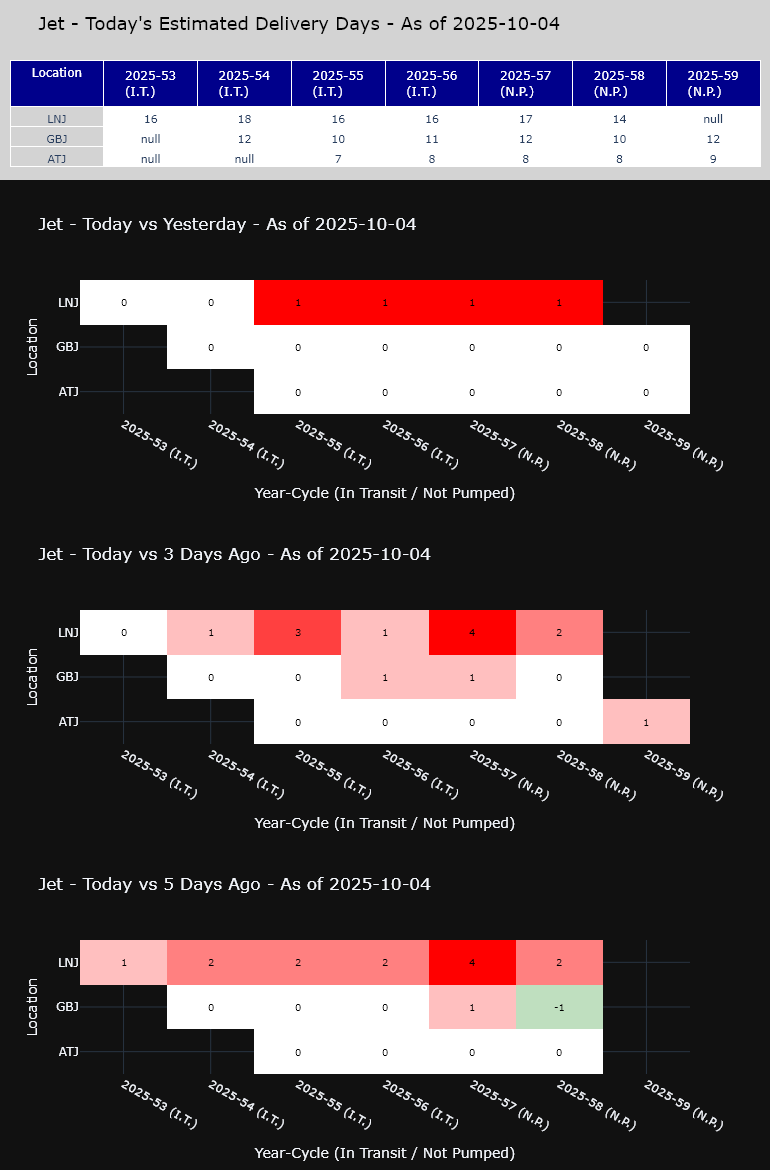 Jet - Today's Estimated Delivery Days - As of 2025-10-04
Location 2025-53 (I.T.) 2025-54 (I.T.) 2025-55 (I.T.) 2025-56 (I.T.) 2025-57 (N.P.) 2025-58 (N.P.) 2025-59 (N.P.)
LNJ 16 18 16 16 17 14 null
GBJ null 12 10 11 12 10 12
ATJ null null 7 8 8 8 9
Jet - Today vs Yesterday - As of 2025-10-04
Location
LNJ 0 0 1 1 1 1
GBJ 0 0 0 0 0 0
ATJ 0 0 0 0 0
2025-53 (I.T.) 2025-54 (I.T.) 2025-55 (I.T.) 2025-56 (I.T.) 2025-57 (N.P.) 2025-58 (N.P.) 2025-59 (N.P.)
Year-Cycle (In Transit / Not Pumped)
Jet - Today vs 3 Days Ago - As of 2025-10-04
Location
LNJ 0 1 3 1 4 2
GBJ 0 0 1 1 0
ATJ 0 0 0 0 1
2025-53 (I.T.) 2025-54 (I.T.) 2025-55 (I.T.) 2025-56 (I.T.) 2025-57 (N.P.) 2025-58 (N.P.) 2025-59 (N.P.)
Year-Cycle (In Transit / Not Pumped)
Jet - Today vs 5 Days Ago - As of 2025-10-04
Location
LNJ 1 2 2 2 4 2
GBJ 0 0 0 1 -1
ATJ 0 0 0 0
2025-53 (I.T.) 2025-54 (I.T.) 2025-55 (I.T.) 2025-56 (I.T.) 2025-57 (N.P.) 2025-58 (N.P.) 2025-59 (N.P.)
Year-Cycle (In Transit / Not Pumped)